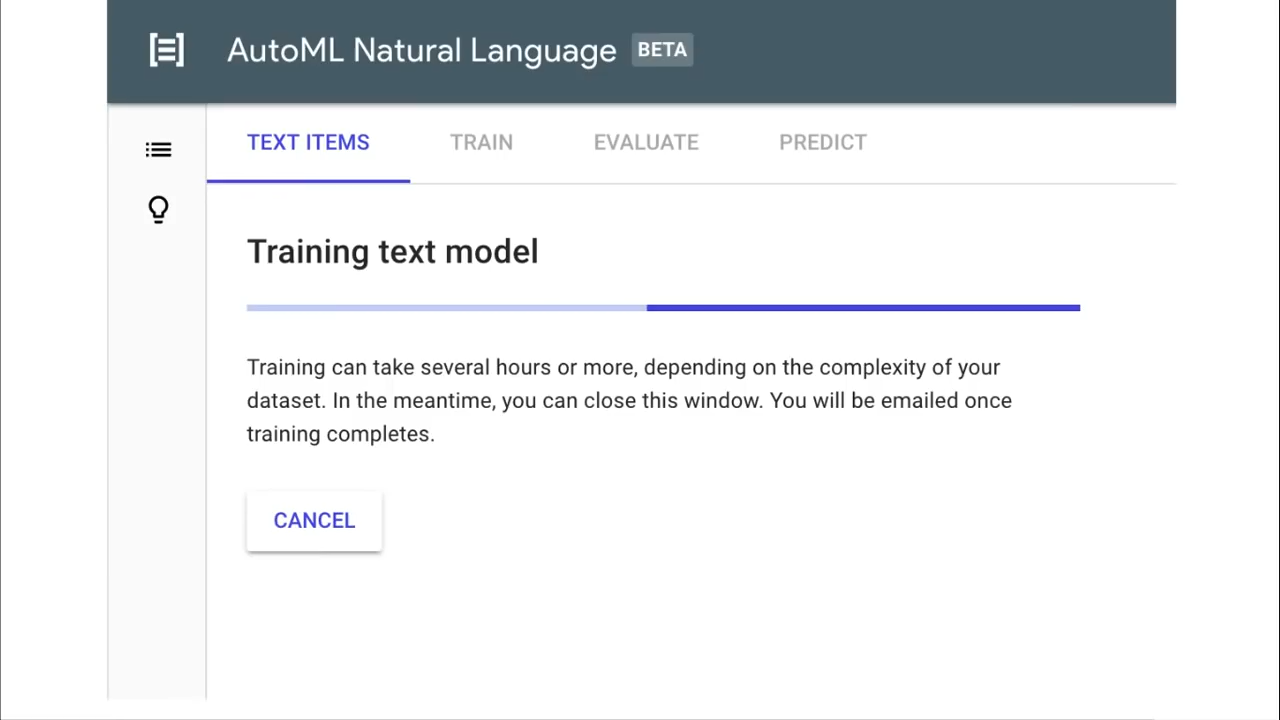 AutoML Natural Language BETA
TEXT ITEMS TRAIN EVALUATE PREDICT
Training text model
Training can take several hours or more, depending on the complexity of your
dataset. In the meantime, you can close this window. You will be emailed once
training completes.
CANCEL